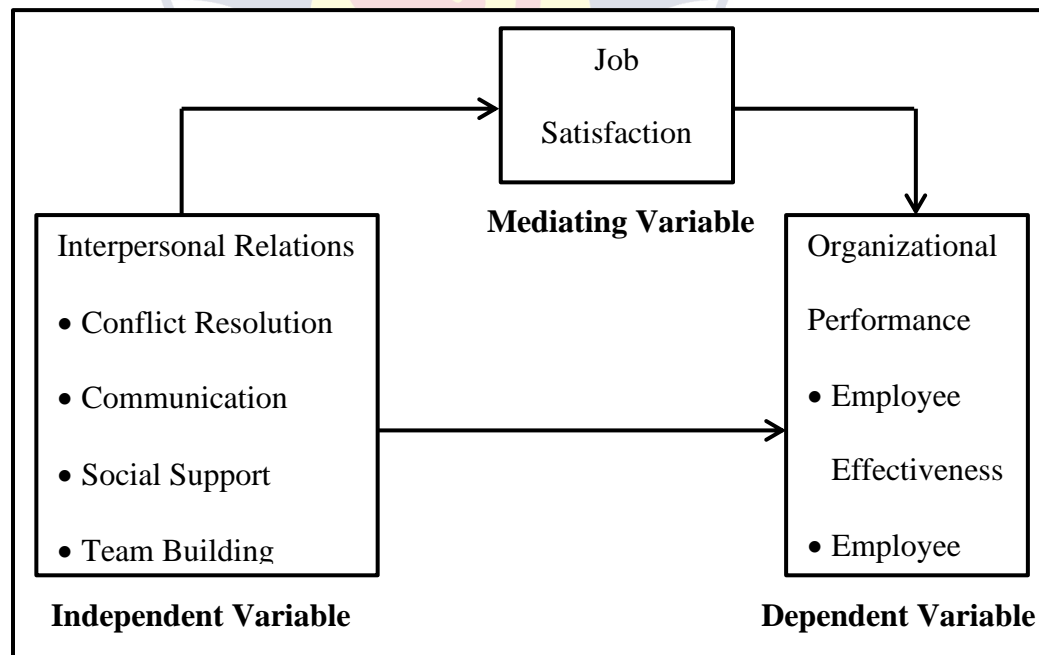 Job
Satisfaction
Mediating Variable
Interpersonal Relations
• Conflict Resolution
• Communication
• Social Support
• Team Building
Independent Variable
Organizational
Performance
• Employee
Effectiveness
• Employee
Dependent Variable